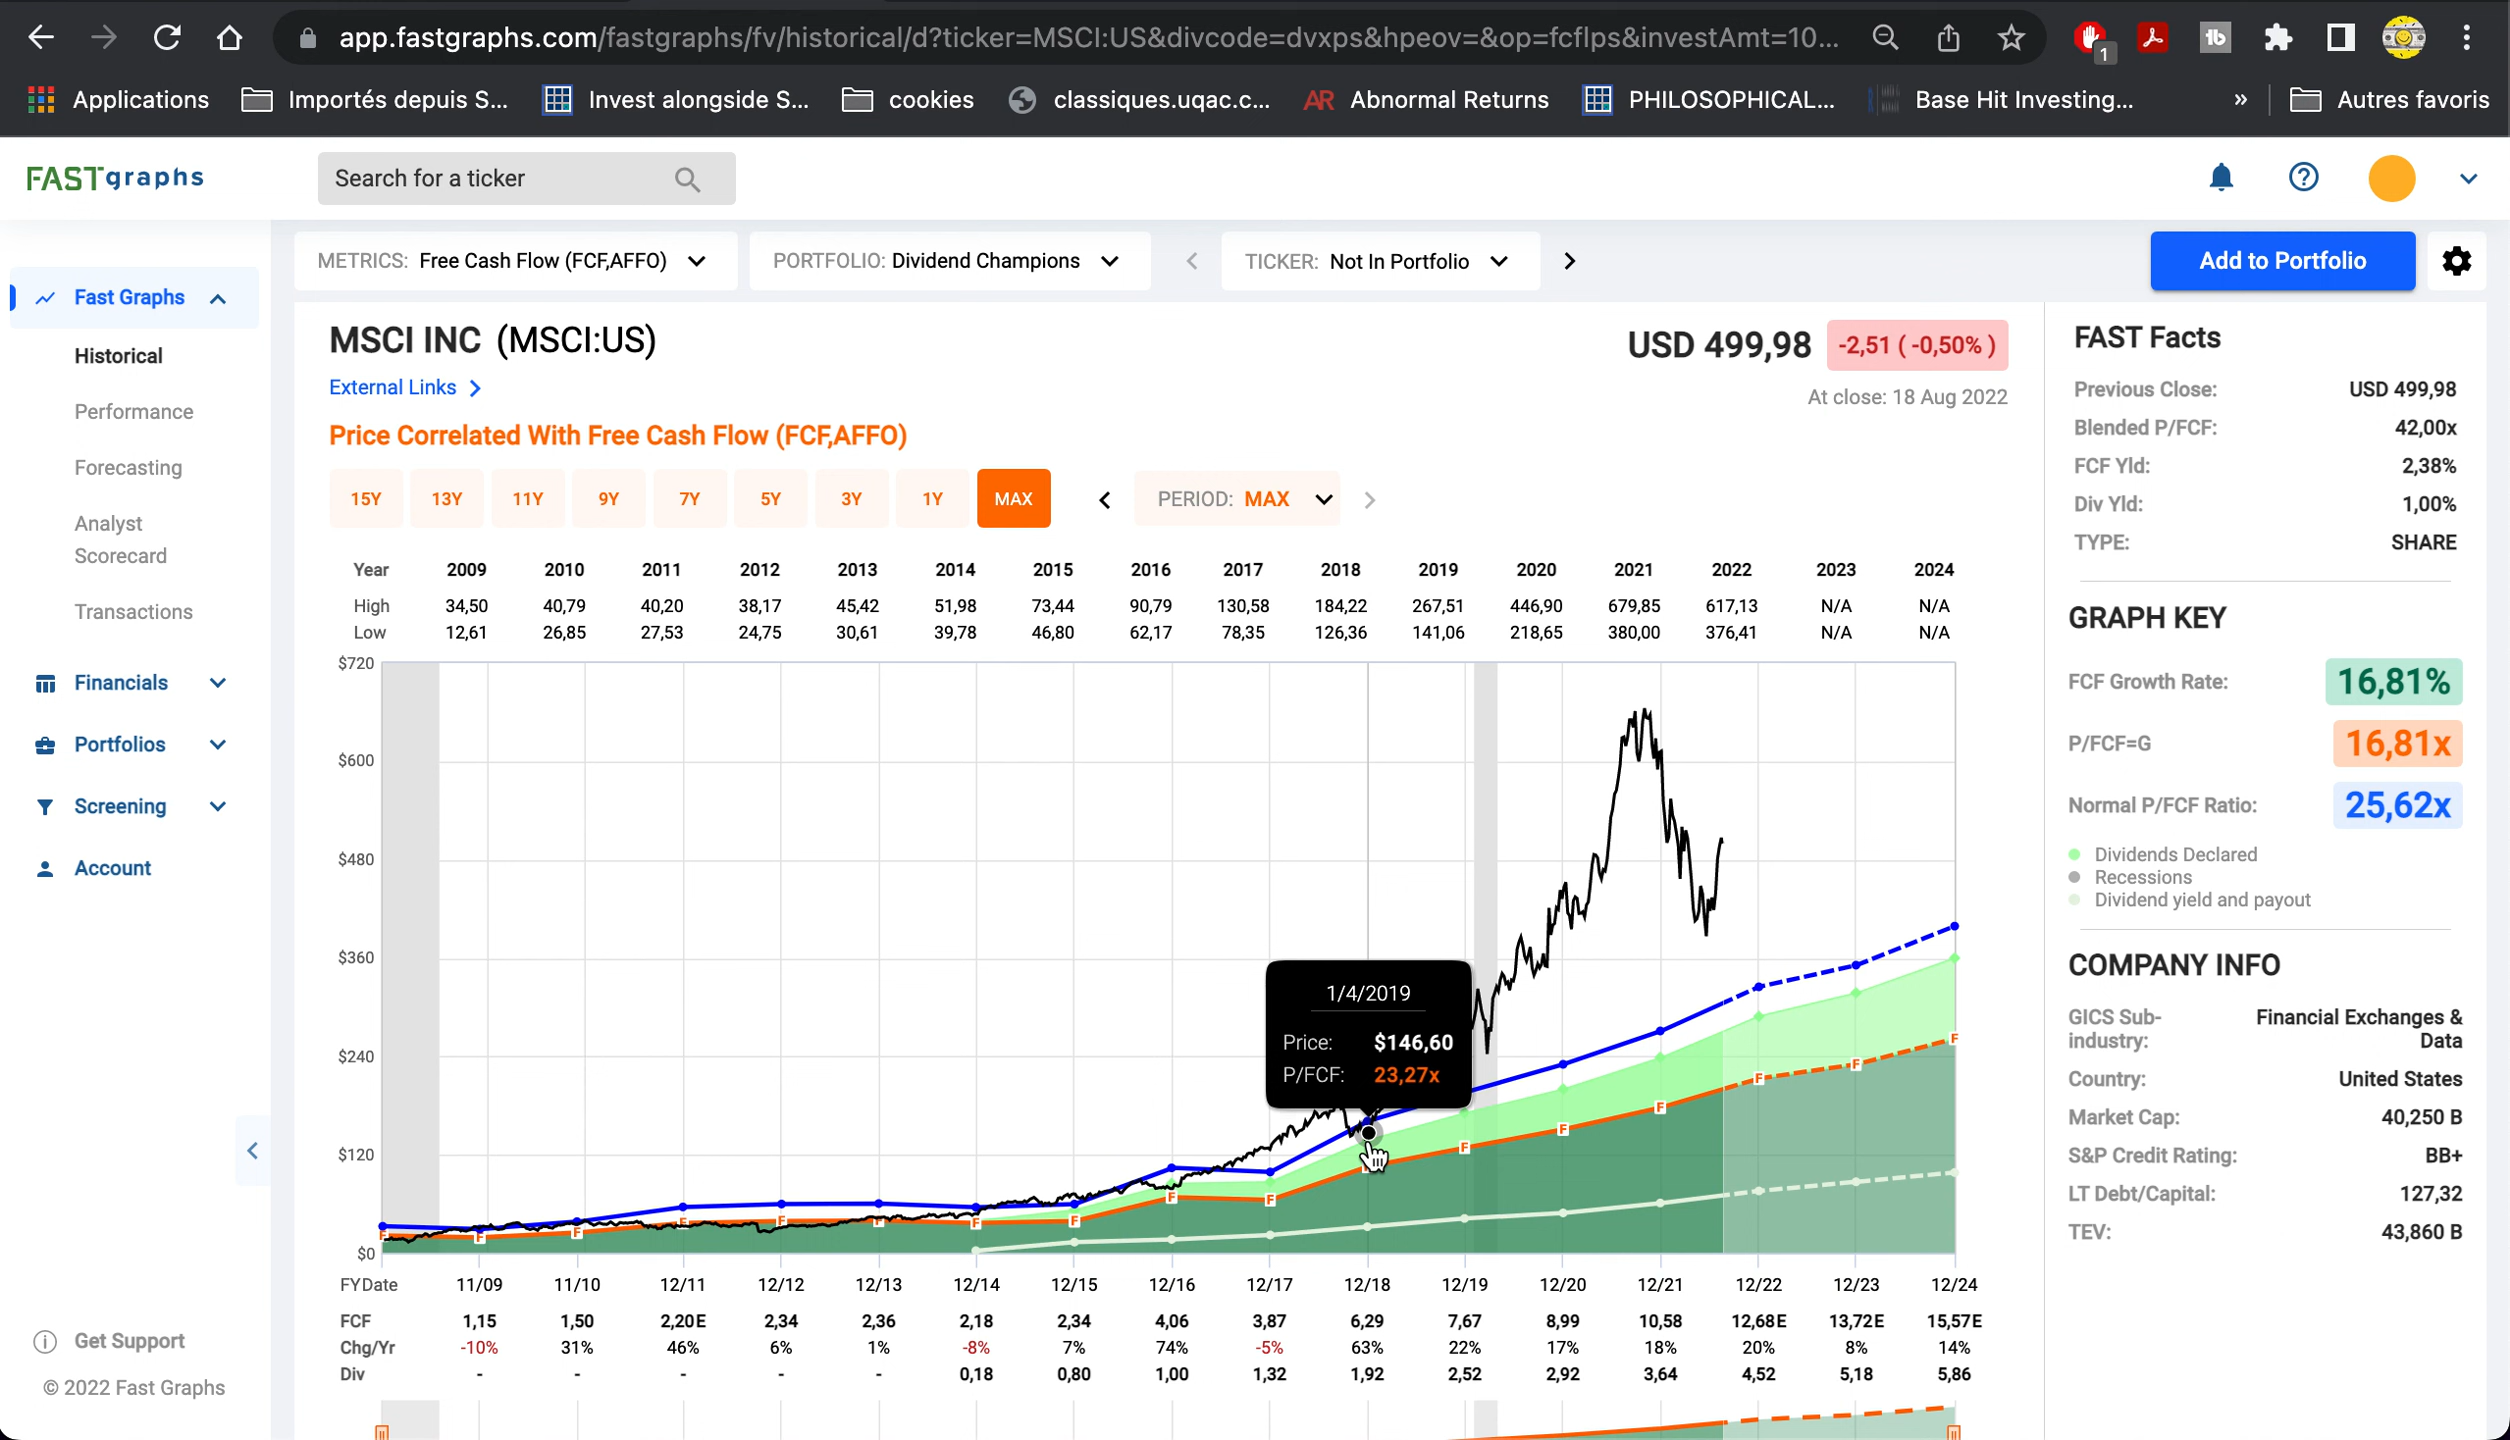 app.fastgraphs.com/fastgraphs/fv/historical/d?ticker=MSCI:US&divcode=dvxps&hpeov=&op=fcflps&investAmt=10...
1
Applications
Importés depuis S...
Invest alongside S...
cookies
classiques.uqac.c...
AR Abnormal Returns
PHILOSOPHICAL...
Base Hit Investing...
»
Autres favoris
FASTgraphs
Search for a ticker
METRICS: Free Cash Flow (FCF,AFFO)
PORTFOLIO: Dividend Champions
TICKER: Not In Portfolio
Add to Portfolio
Fast Graphs
Historical
Performance
Forecasting
Analyst
Scorecard
Transactions
Financials
Portfolios
Screening
Account
Get Support
© 2022 Fast Graphs
MSCI INC (MSCI:US)
USD 499,98 -2,51 ( -0,50% )
External Links
At close: 18 Aug 2022
Price Correlated With Free Cash Flow (FCF,AFFO)
15Y 13Y 11Y 9Y 7Y 5Y 3Y 1Y MAX PERIOD: MAX
Year 2009 2010 2011 2012 2013 2014 2015 2016 2017 2018 2019 2020 2021 2022 2023 2024
High 34,50 40,79 40,20 38,17 45,42 51,98 73,44 90,79 130,58 184,22 267,51 446,90 679,85 617,13 N/A N/A
Low 12,61 26,85 27,53 24,75 30,61 39,78 46,80 62,17 78,35 126,36 141,06 218,65 380,00 376,41 N/A N/A
$720
$600
$480
$360
$240
$120
$0
1/4/2019
Price: $146,60
P/FCF: 23,27x
FYDate 11/09 11/10 12/11 12/12 12/13 12/14 12/15 12/16 12/17 12/18 12/19 12/20 12/21 12/22 12/23 12/24
FCF 1,15 1,50 2,20E 2,34 2,36 2,18 2,34 4,06 3,87 6,29 7,67 8,99 10,58 12,68E 13,72E 15,57E
Chg/Yr -10% 31% 46% 6% 1% -8% 7% 74% -5% 63% 22% 17% 18% 20% 8% 14%
Div - - - - - 0,18 0,80 1,00 1,32 1,92 2,52 2,92 3,64 4,52 5,18 5,86
FAST Facts
Previous Close: USD 499,98
Blended P/FCF: 42,00x
FCF Yld: 2,38%
Div Yld: 1,00%
TYPE: SHARE
GRAPH KEY
FCF Growth Rate: 16,81%
P/FCF=G 16,81x
Normal P/FCF Ratio: 25,62x
Dividends Declared
Recessions
Dividend yield and payout
COMPANY INFO
GICS Sub-industry: Financial Exchanges & Data
Country: United States
Market Cap: 40,250 B
S&P Credit Rating: BB+
LT Debt/Capital: 127,32
TEV: 43,860 B